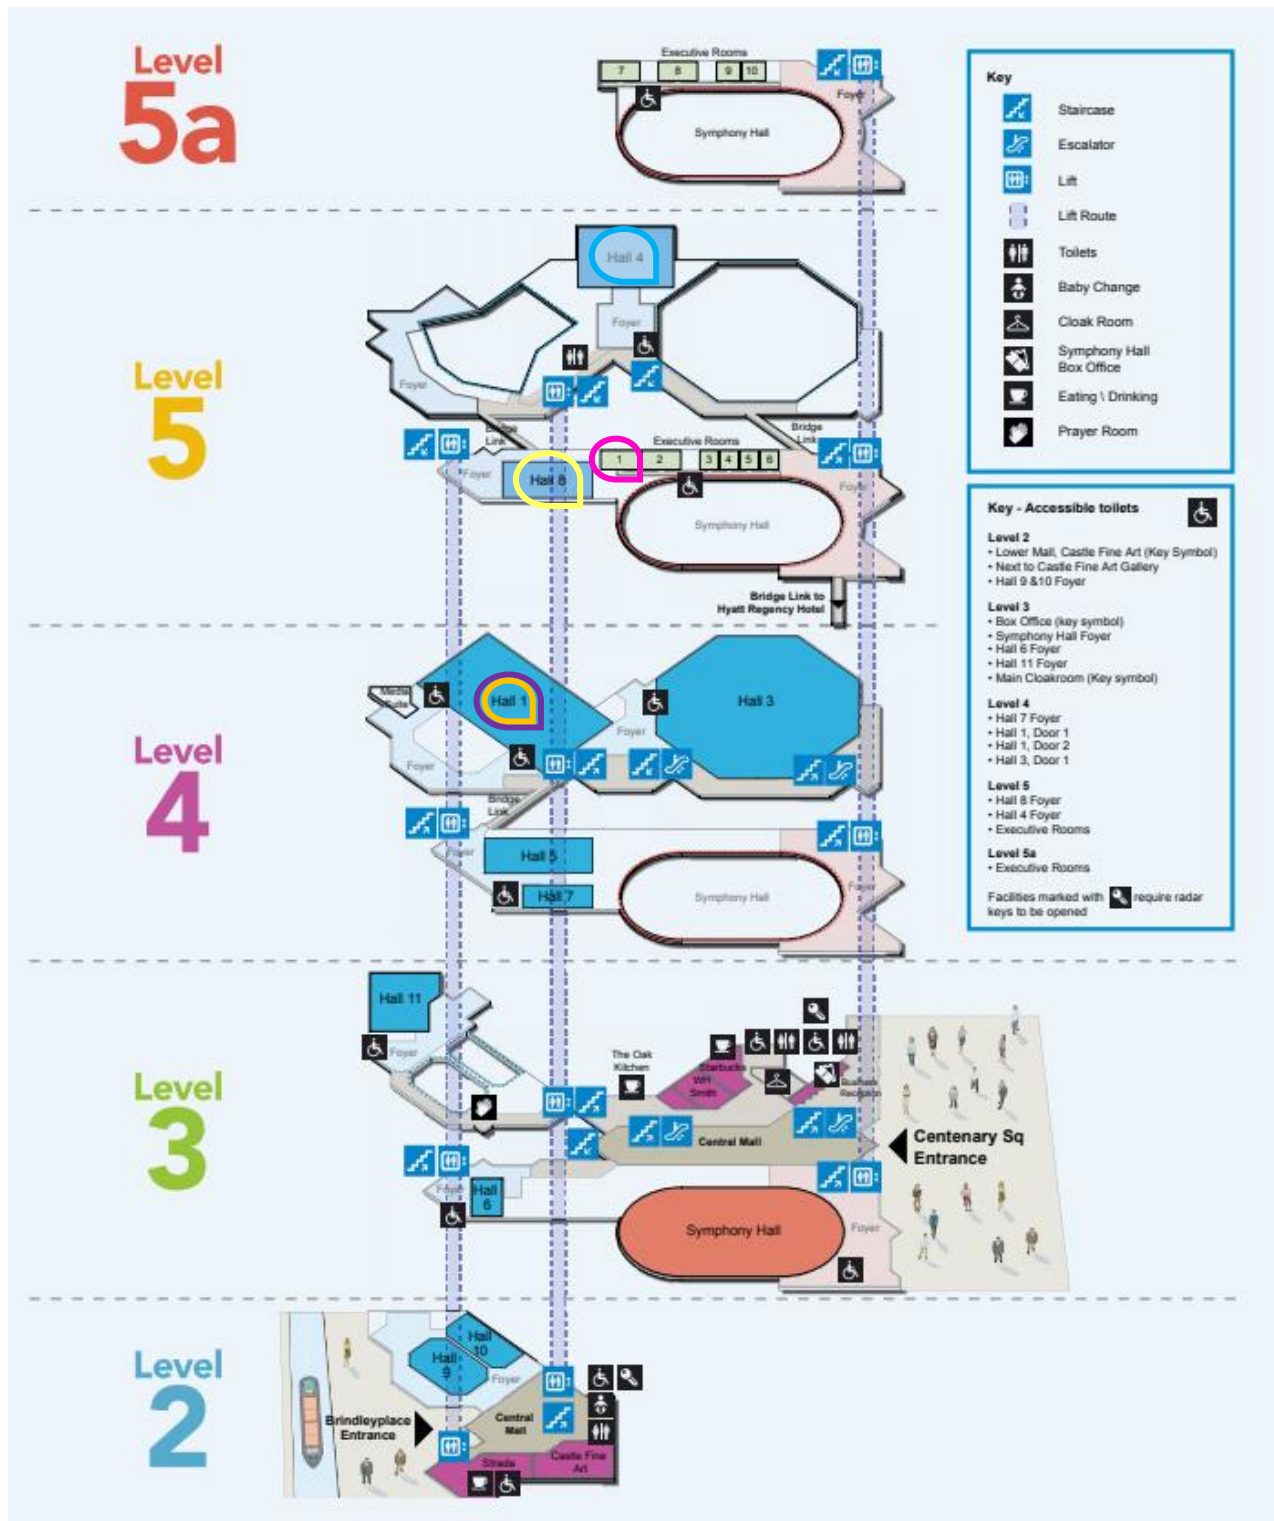 Level
5a
Executive Rooms
7
8
9
10
Foyer
Symphony Hall
Key
Staircase
Escalator
Lift
Lift Route
Toilets
Baby Change
Cloak Room
Symphony Hall
Box Office
Eating \ Drinking
Prayer Room
Level
5
Hall 4
Foyer
Foyer
Bridge
Link
Bridge
Link
Executive Rooms
1
2
3
4
5
6
Foyer
Hall 8
Foyer
Symphony Hall
Bridge Link to
Hyatt Regency Hotel
Key - Accessible toilets
Level 2
• Lower Mall, Castle Fine Art (Key Symbol)
• Next to Castle Fine Art Gallery
• Hall 9 &10 Foyer
Level 3
• Box Office (key symbol)
• Symphony Hall Foyer
• Hall 6 Foyer
• Hall 11 Foyer
• Main Cloakroom (Key symbol)
Level 4
• Hall 7 Foyer
• Hall 1, Door 1
• Hall 1, Door 2
• Hall 3, Door 1
Level 5
• Hall 8 Foyer
• Hall 4 Foyer
• Executive Rooms
Level 5a
• Executive Rooms
Facilities marked with require radar
keys to be opened
Level
4
Media
Suite
Hall 1
Hall 3
Foyer
Foyer
Bridge
Link
Foyer
Hall 5
Hall 7
Symphony Hall
Foyer
Level
3
Hall 11
Foyer
The Oak
Kitchen
Starbucks
WH
Smith
Business
Reception
Central Mall
Centenary Sq
Entrance
Foyer
Hall
6
Symphony Hall
Foyer
Level
2
Hall
10
Hall
9
Foyer
Brindleyplace
Entrance
Central
Mall
Strada
Castle Fine
Art